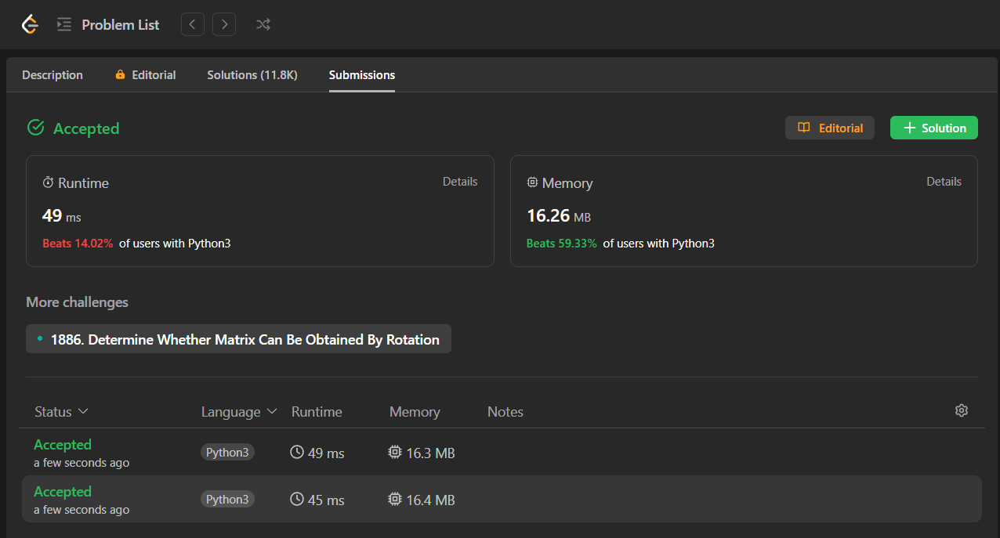 Problem List
Description Editorial Solutions (11.8K) Submissions
Accepted Editorial Solution
Runtime Details
49 ms
Beats 14.02% of users with Python3
Memory Details
16.26 MB
Beats 59.33% of users with Python3
More challenges
1886. Determine Whether Matrix Can Be Obtained By Rotation
Status Language Runtime Memory Notes
Accepted Python3 49 ms 16.3 MB
a few seconds ago
Accepted Python3 45 ms 16.4 MB
a few seconds ago